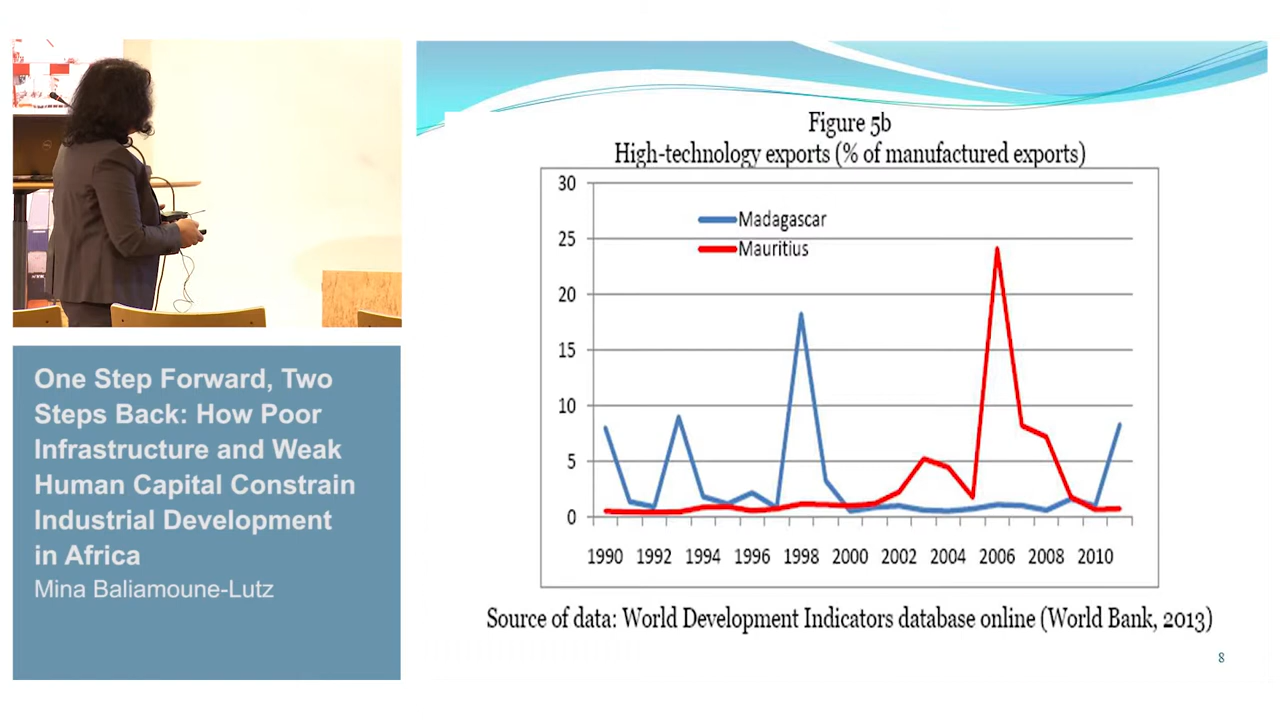 One Step Forward, Two
Steps Back: How Poor
Infrastructure and Weak
Human Capital Constrain
Industrial Development
in Africa
Mina Baliamoune-Lutz
Figure 5b
High-technology exports (% of manufactured exports)
30
25
20
15
10
5
0
Madagascar
Mauritius
1990 1992 1994 1996 1998 2000 2002 2004 2006 2008 2010
Source of data: World Development Indicators database online (World Bank, 2013)
8